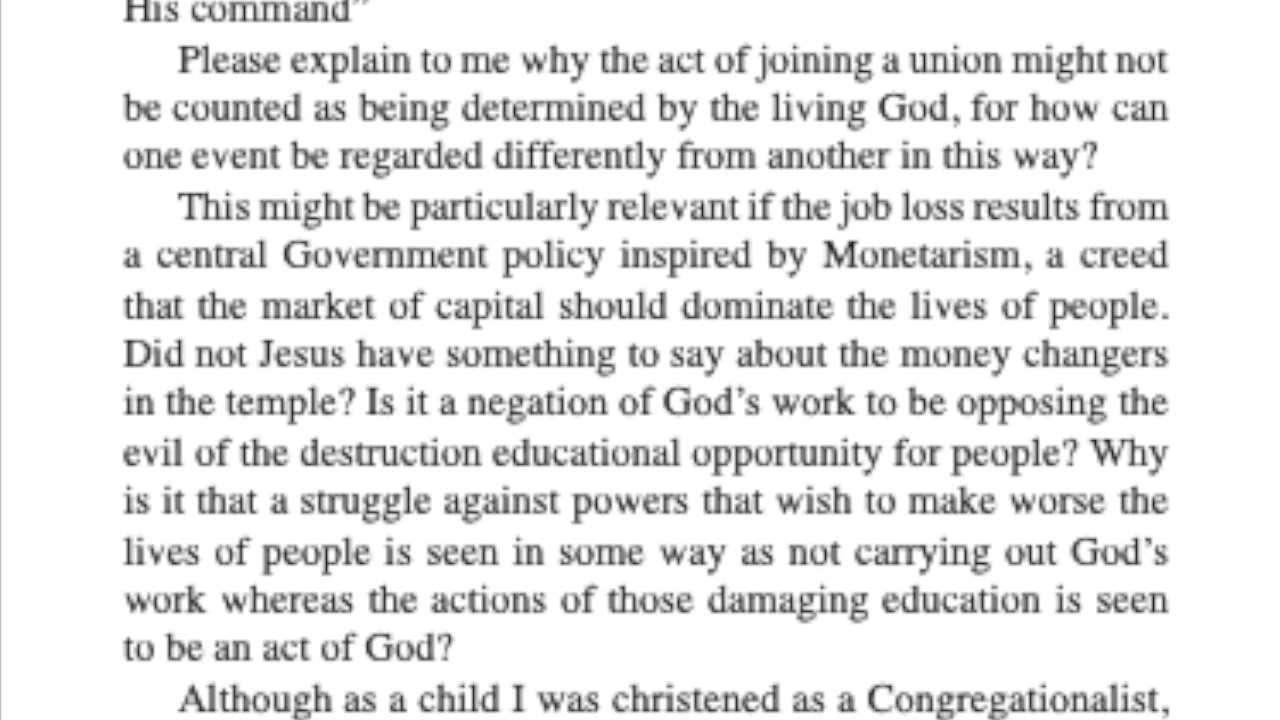 His command”
Please explain to me why the act of joining a union might not
be counted as being determined by the living God, for how can
one event be regarded differently from another in this way?
This might be particularly relevant if the job loss results from
a central Government policy inspired by Monetarism, a creed
that the market of capital should dominate the lives of people.
Did not Jesus have something to say about the money changers
in the temple? Is it a negation of God’s work to be opposing the
evil of the destruction educational opportunity for people? Why
is it that a struggle against powers that wish to make worse the
lives of people is seen in some way as not carrying out God’s
work whereas the actions of those damaging education is seen
to be an act of God?
Although as a child I was christened as a Congregationalist,